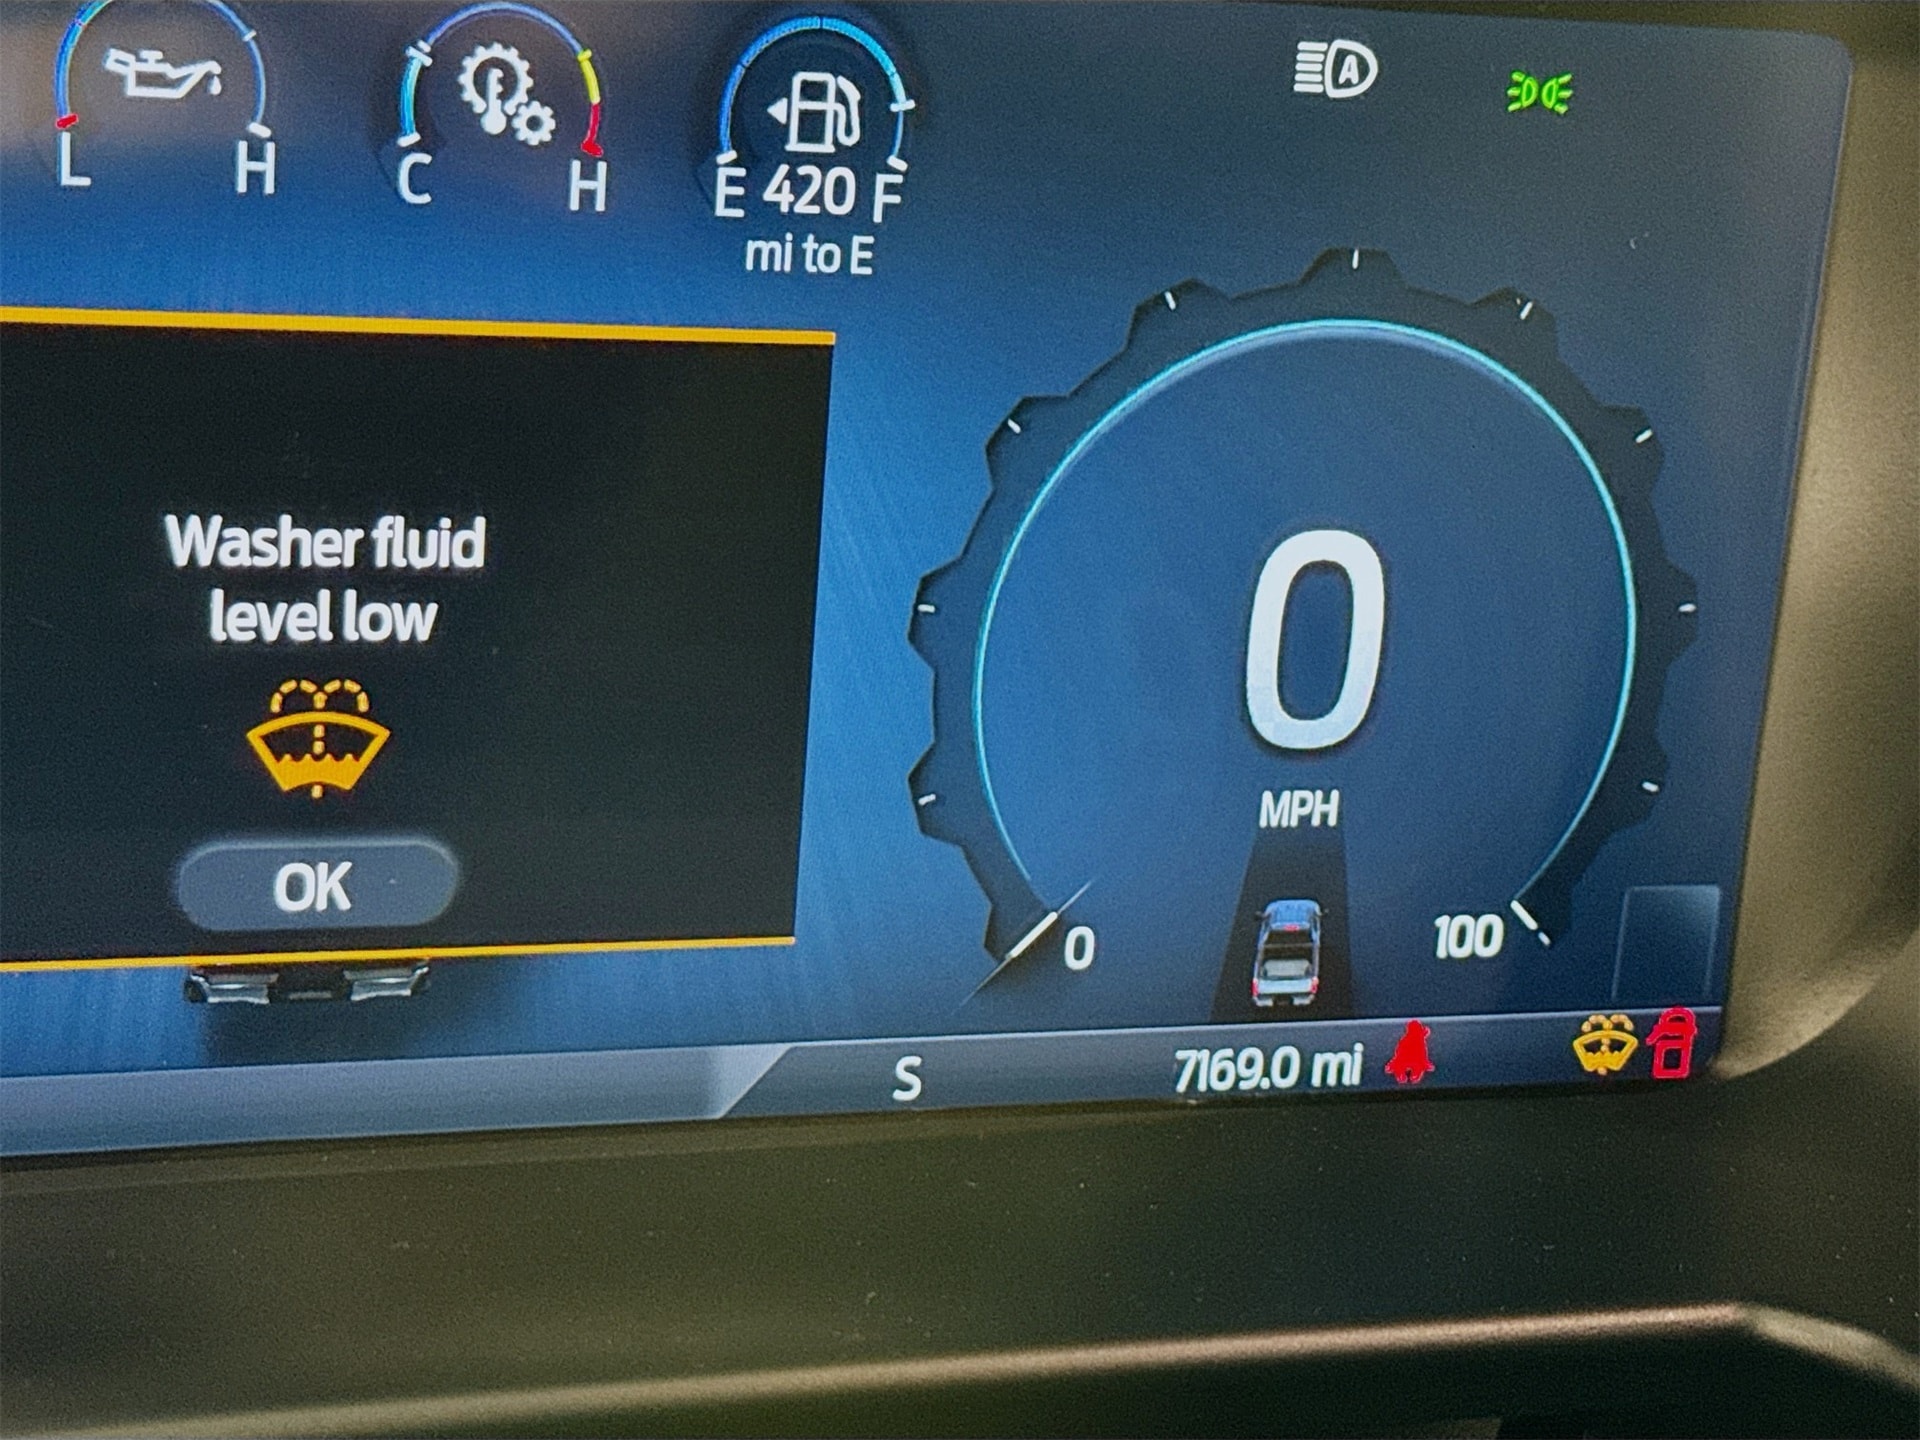 L H C H E 420 F
mi to E
A
Washer fluid
level low
OK
0
MPH
0 100
S 7169.0 mi